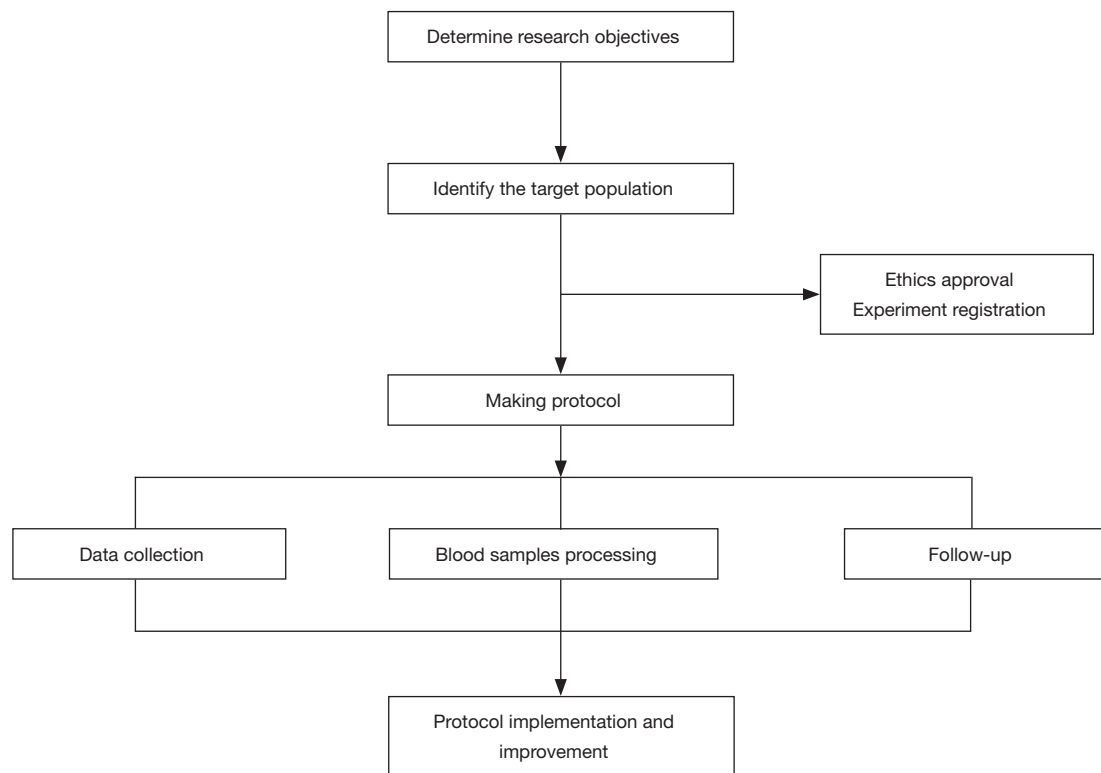 Determine research objectives
Identify the target population
Ethics approval
Experiment registration
Making protocol
Data collection
Blood samples processing
Follow-up
Protocol implementation and
improvement